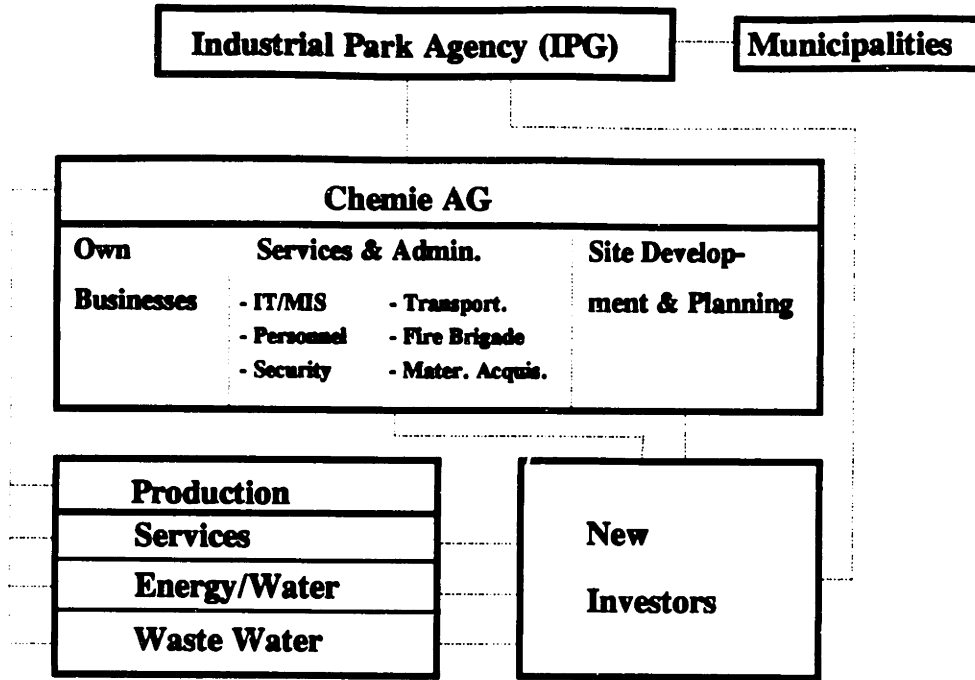 Industrial Park Agency (IPG)
Municipalities
Chemie AG
Own
Businesses
Services & Admin.
- IT/MIS
- Personnel
- Security
- Transport.
- Fire Brigade
- Mater. Acquis.
Site Develop-
ment & Planning
Production
Services
Energy/Water
Waste Water
New
Investors